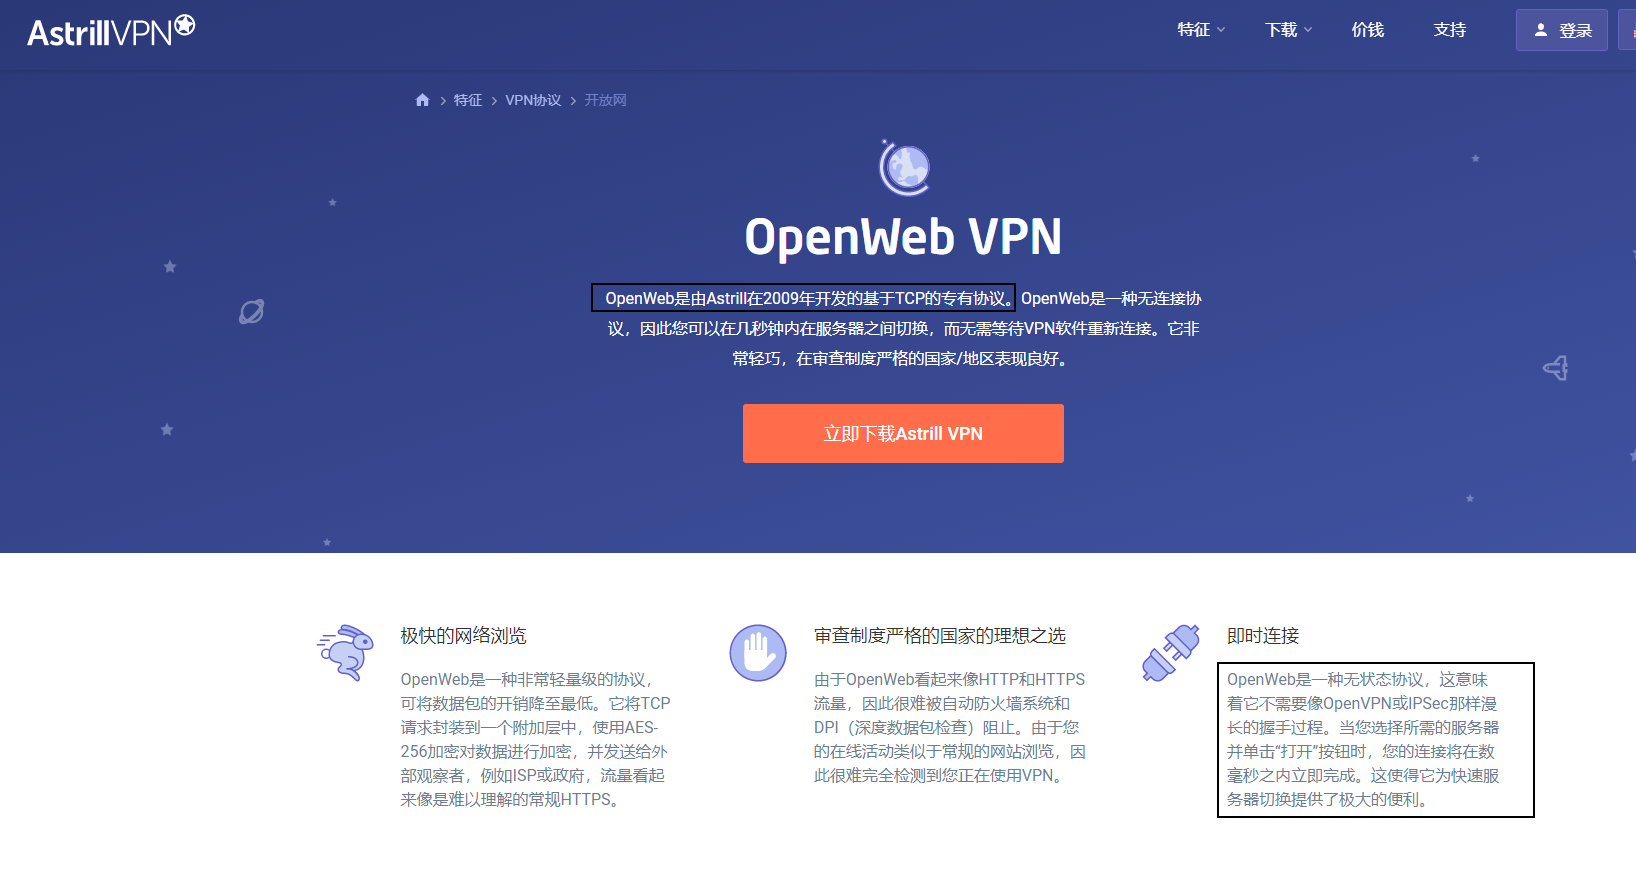 AstrillVPN
特征
下载
价钱
支持
登录
特征 > VPN协议 > 开放网
OpenWeb VPN
OpenWeb是由Astrill在2009年开发的基于TCP的专有协议。OpenWeb是一种无连接协
议，因此您可以在几秒钟内在服务器之间切换，而无需等待VPN软件重新连接。它非
常轻巧，在审查制度严格的国家/地区表现良好。
立即下载Astrill VPN
极快的网络浏览
OpenWeb是一种非常轻量级的协议，
可将数据包的开销降至最低。它将TCP
请求封装到一个附加层中，使用AES-
256加密对数据进行加密，并发送给外
部观察者，例如ISP或政府，流量看起
来像是难以理解的常规HTTPS。
审查制度严格的国家的理想之选
由于OpenWeb看起来像HTTP和HTTPS
流量，因此很难被自动防火墙系统和
DPI（深度数据包检查）阻止。由于您
的在线活动类似于常规的网站浏览，因
此很难完全检测到您正在使用VPN。
即时连接
OpenWeb是一种无状态协议，这意味
着它不需要像OpenVPN或IPSec那样漫
长的握手过程。当您选择所需的服务器
并单击“打开”按钮时，您的连接将在数
毫秒之内立即完成。这使得它为快速服
务器切换提供了极大的便利。